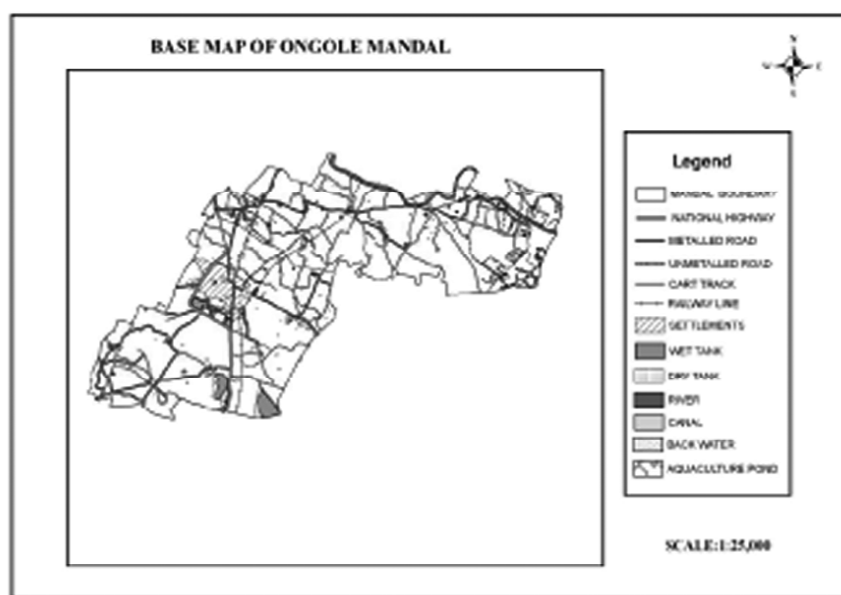 BASE MAP OF ONGOLE MANDAL
N
W E
S
Legend
MANDAL BOUNDARY
NATIONAL HIGHWAY
METALLED ROAD
UNMETALLED ROAD
CART TRACK
RAILWAY LINE
SETTLEMENTS
WET TANK
DRY TANK
RIVER
CANAL
BACK WATER
AQUACULTURE POND
SCALE:1:25,000